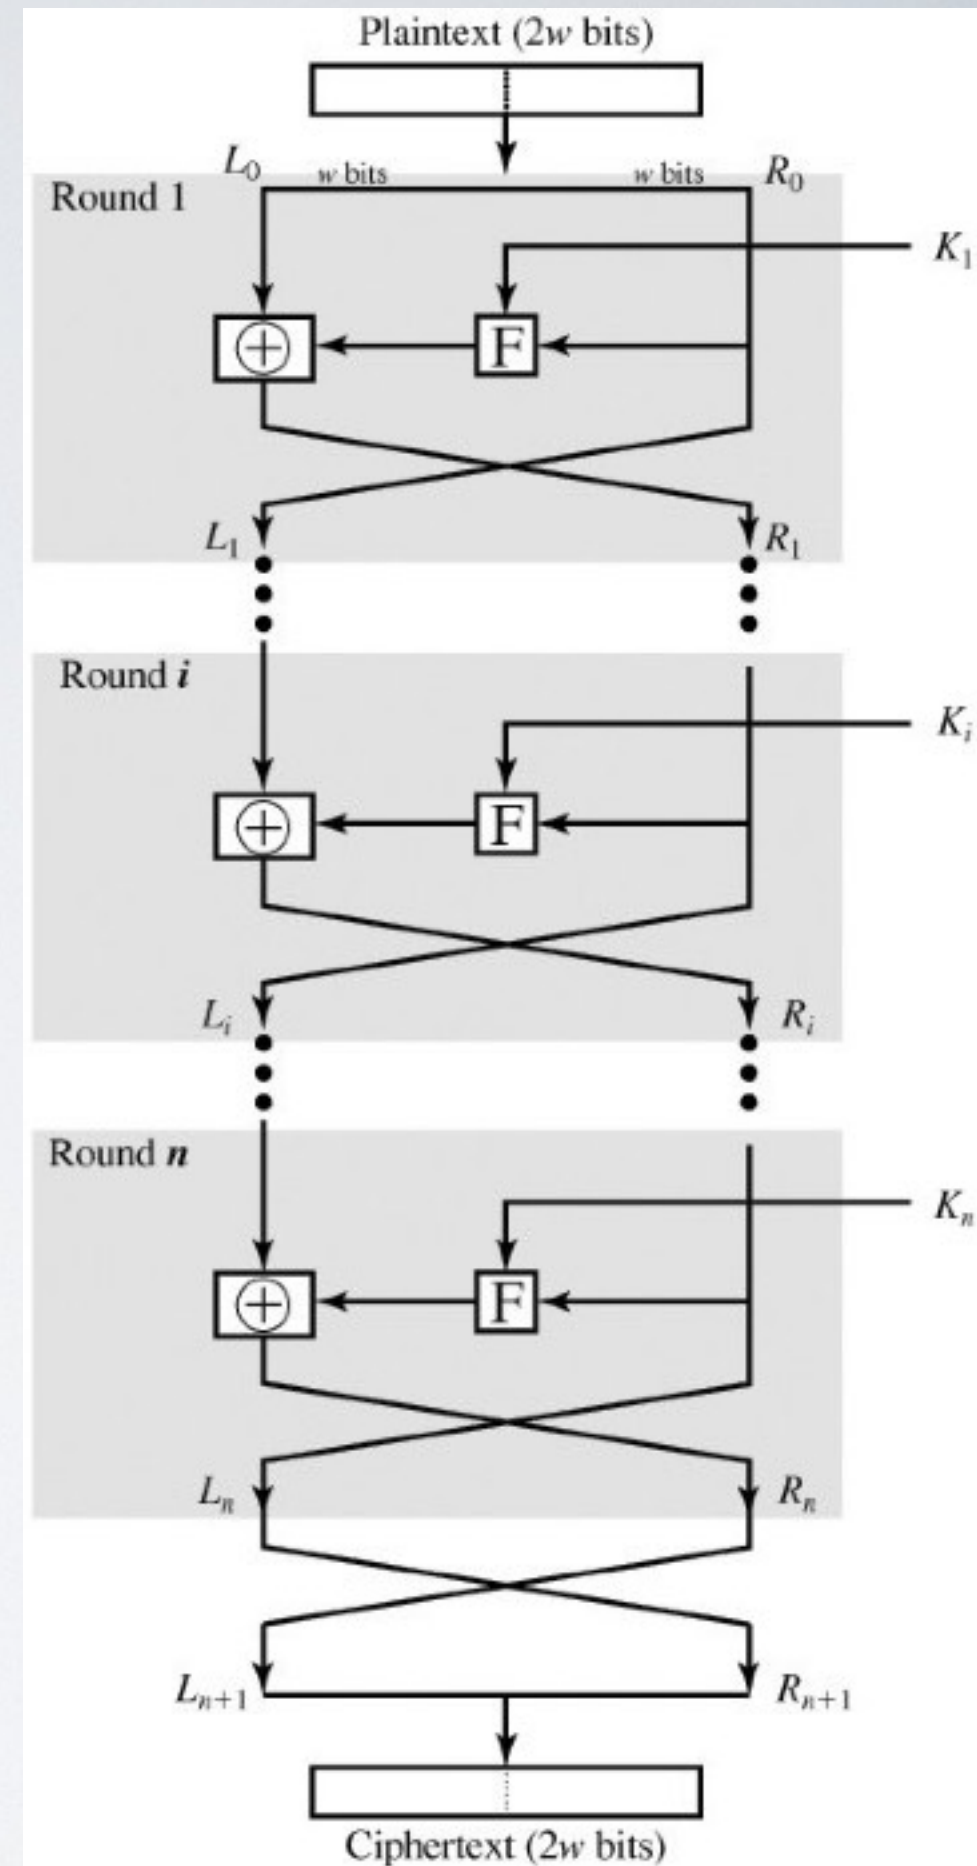 Plaintext (2w bits)
L₀ w bits w bits R₀
Round 1
K₁
⊕ F
L₁ R₁
Round i
Kᵢ
⊕ F
Lᵢ Rᵢ
Round n
Kₙ
⊕ F
Lₙ Rₙ
Lₙ₊₁ Rₙ₊₁
Ciphertext (2w bits)